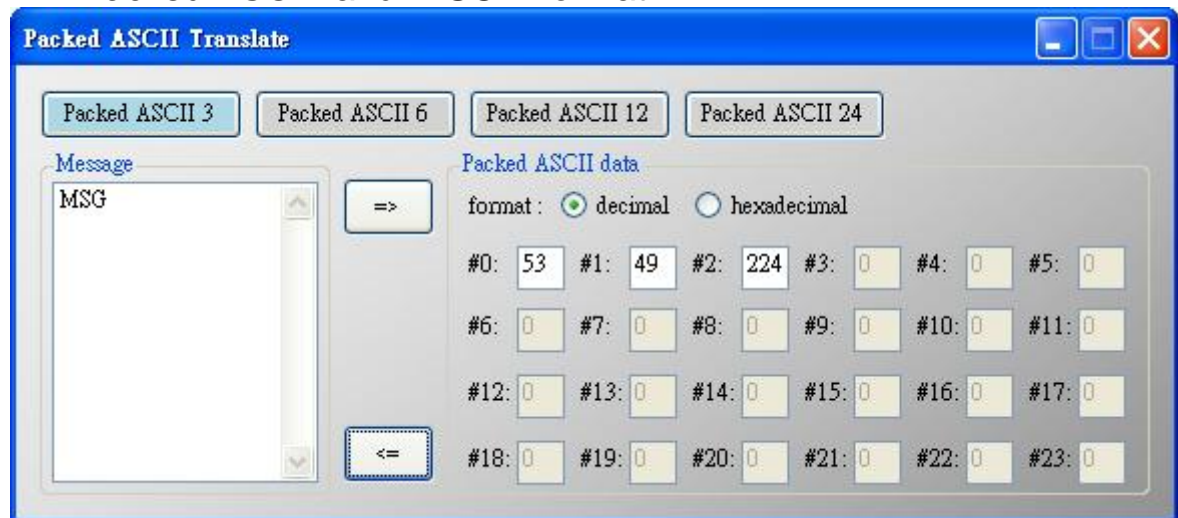 Packed ASCII Translate
Packed ASCII 3 Packed ASCII 6 Packed ASCII 12 Packed ASCII 24
Message Packed ASCII data
MSG => format : decimal hexadecimal
#0: 53 #1: 49 #2: 224 #3: 0 #4: 0 #5: 0
#6: 0 #7: 0 #8: 0 #9: 0 #10: 0 #11: 0
#12: 0 #13: 0 #14: 0 #15: 0 #16: 0 #17: 0
<= #18: 0 #19: 0 #20: 0 #21: 0 #22: 0 #23: 0